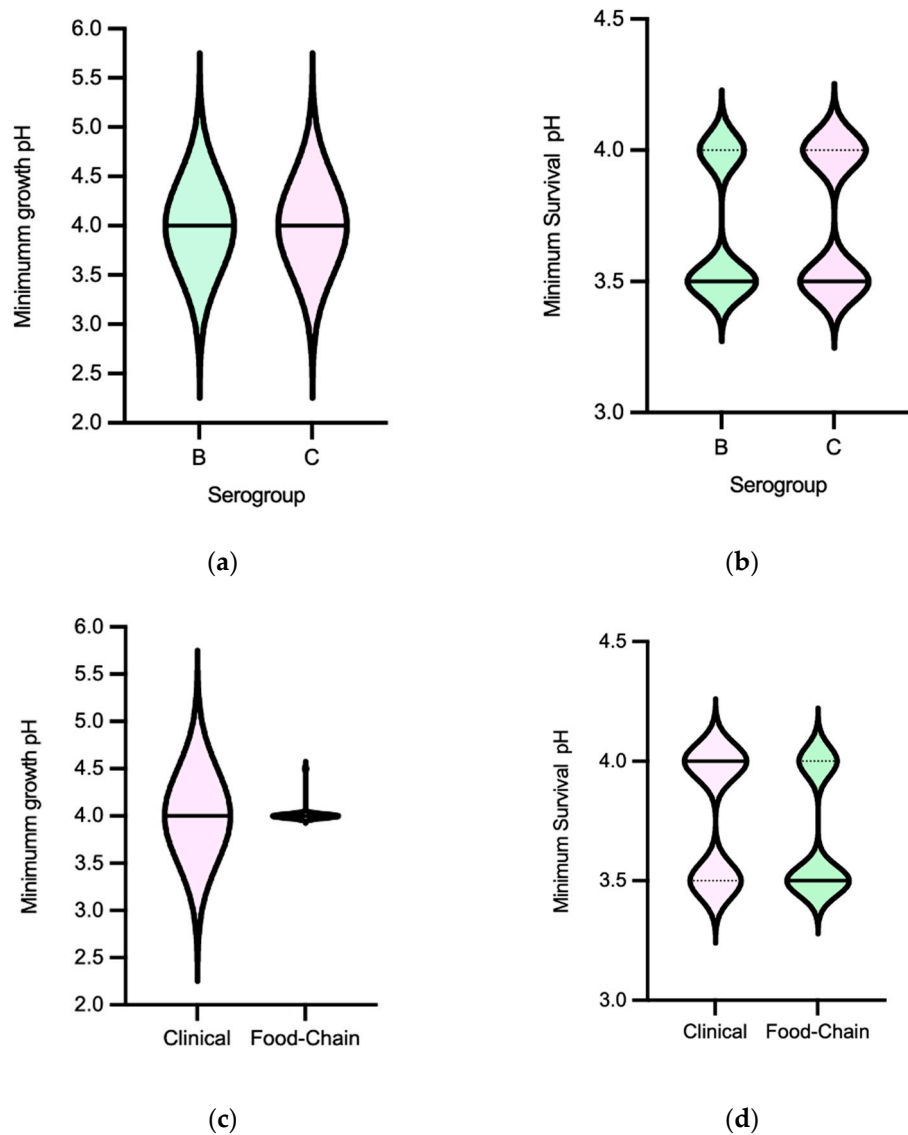 6.0
5.5
5.0
4.5
4.0
3.5
3.0
2.5
2.0
Minimumm growth pH
B
C
Serogroup
(a)
4.5
4.0
3.5
3.0
Minimum Survival pH
B
C
Serogroup
(b)
6.0
5.5
5.0
4.5
4.0
3.5
3.0
2.5
2.0
Minimumm growth pH
Clinical
Food-Chain
(c)
4.5
4.0
3.5
3.0
Minimum Survival pH
Clinical
Food-Chain
(d)